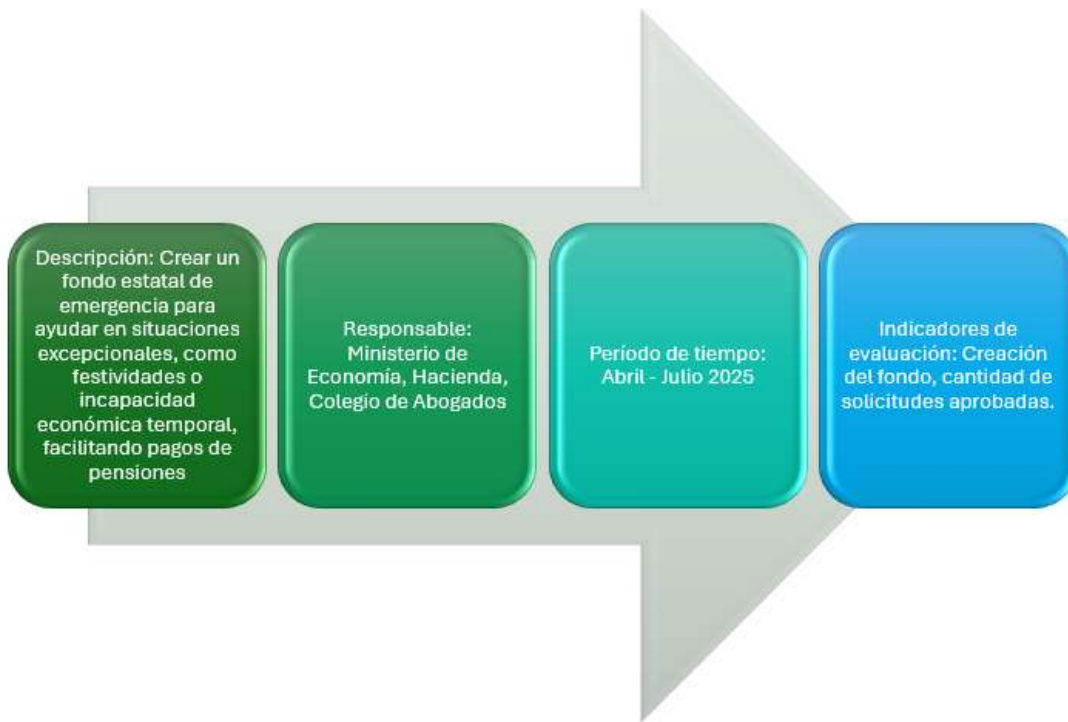 Descripción: Crear un
fondo estatal de
emergencia para
ayudar en situaciones
excepcionales, como
festividades o
incapacidad
económica temporal,
facilitando pagos de
pensiones
Responsable:
Ministerio de
Economía, Hacienda,
Colegio de Abogados
Período de tiempo:
Abril - Julio 2025
Indicadores de
evaluación: Creación
del fondo, cantidad de
solicitudes aprobadas.